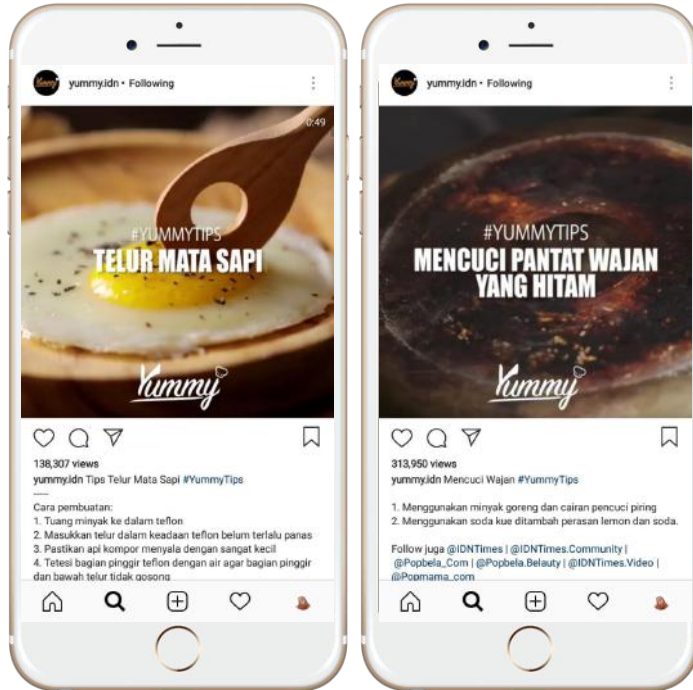 yummy.idn • Following
0:49
#YUMMYTIPS
TELUR MATA SAPI
Yummy
138,307 views
yummy.idn Tips Telur Mata Sapi #YummyTips
-----
Cara pembuatan:
1. Tuang minyak ke dalam teflon
2. Masukkan telur dalam keadaan teflon belum terlalu panas
3. Pastikan api kompor menyala dengan sangat kecil
4. Tetesi bagian pinggir teflon dengan air agar bagian pinggir
dan bawah telur tidak gosong
yummy.idn • Following
#YUMMYTIPS
MENCUCI PANTAT WAJAN
YANG HITAM
Yummy
313,950 views
yummy.idn Mencuci Wajan #YummyTips
1. Menggunakan minyak goreng dan cairan pencuci piring
2. Menggunakan soda kue ditambah perasan lemon dan soda.
Follow juga @IDNTimes | @IDNTimes.Community |
@Popbela_Com | @Popbela.Belauty | @IDNTimes.Video |
@Popmama_com